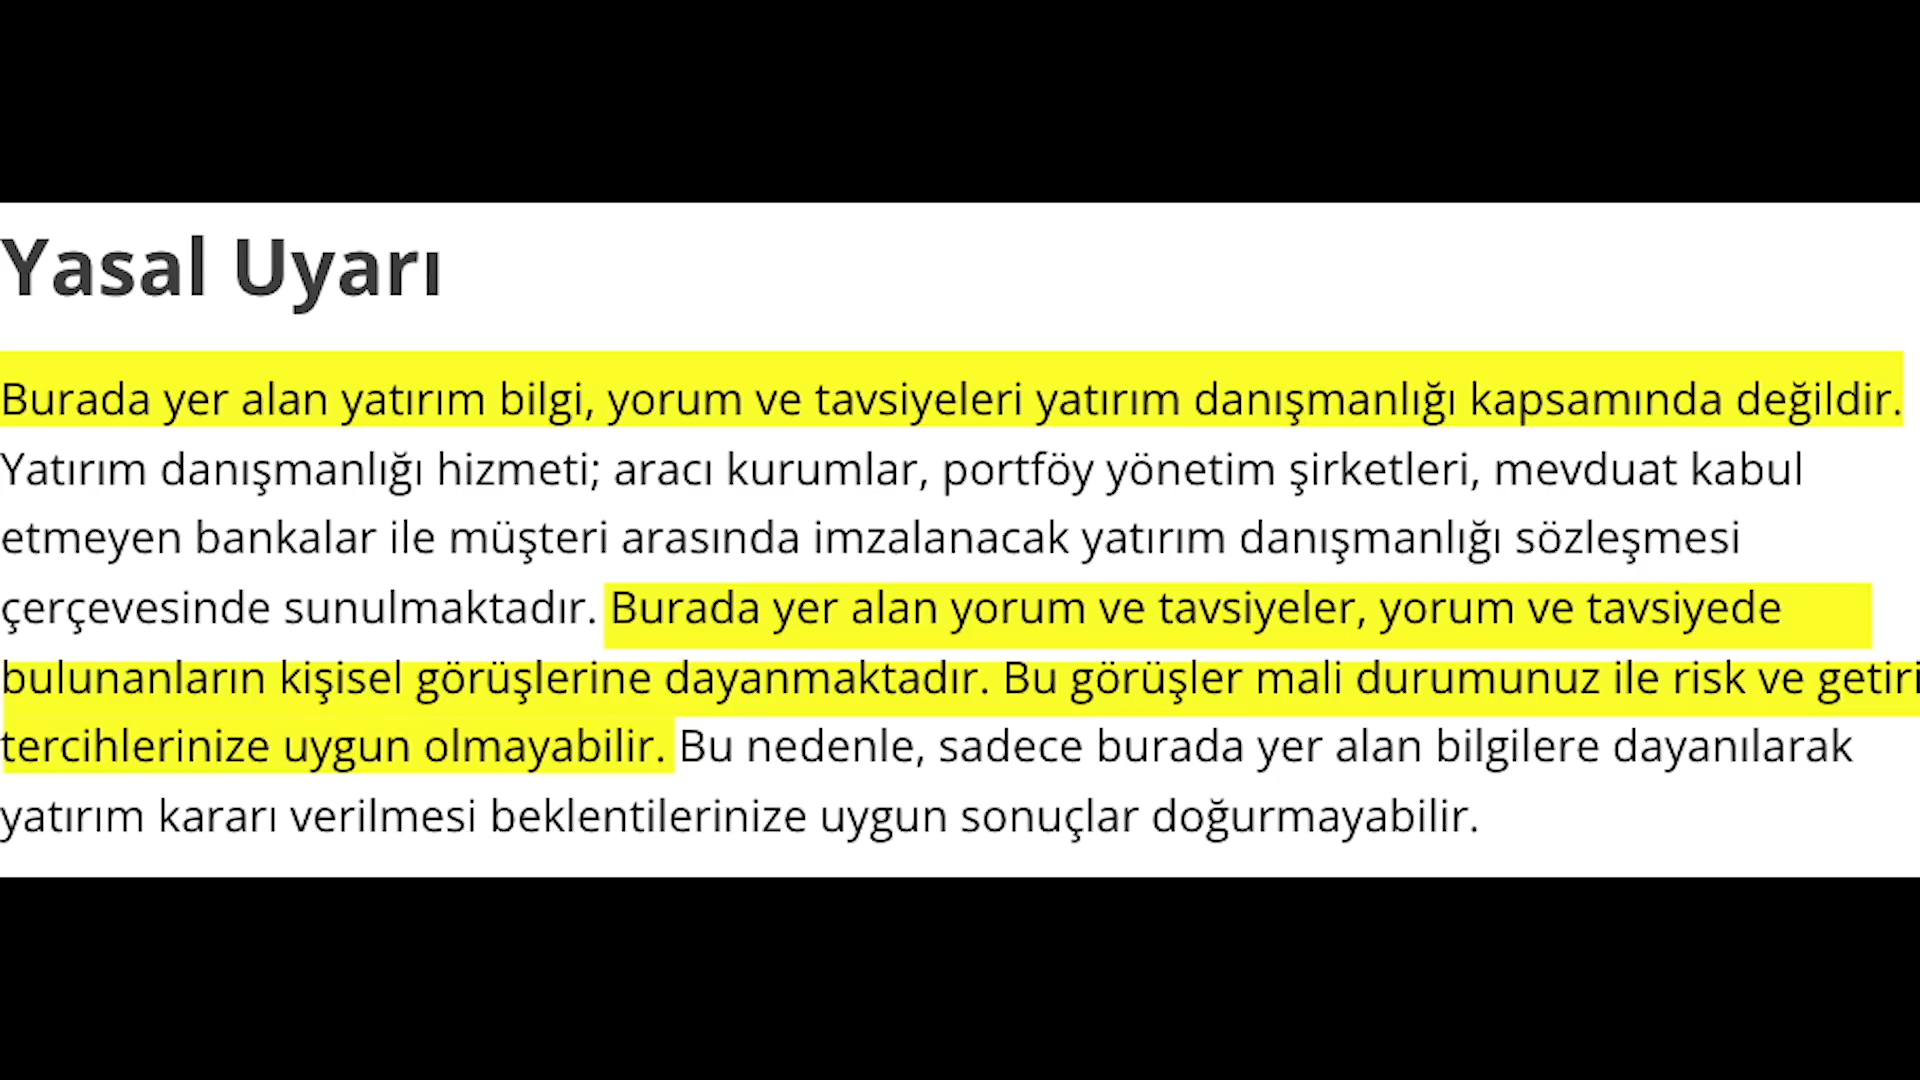 Yasal Uyarı
Burada yer alan yatırım bilgi, yorum ve tavsiyeleri yatırım danışmanlığı kapsamında değildir.
Yatırım danışmanlığı hizmeti; aracı kurumlar, portföy yönetim şirketleri, mevduat kabul
etmeyen bankalar ile müşteri arasında imzalanacak yatırım danışmanlığı sözleşmesi
çerçevesinde sunulmaktadır. Burada yer alan yorum ve tavsiyeler, yorum ve tavsiyede
bulunanların kişisel görüşlerine dayanmaktadır. Bu görüşler mali durumunuz ile risk ve getiri
tercihlerinize uygun olmayabilir. Bu nedenle, sadece burada yer alan bilgilere dayanılarak
yatırım kararı verilmesi beklentilerinize uygun sonuçlar doğurmayabilir.